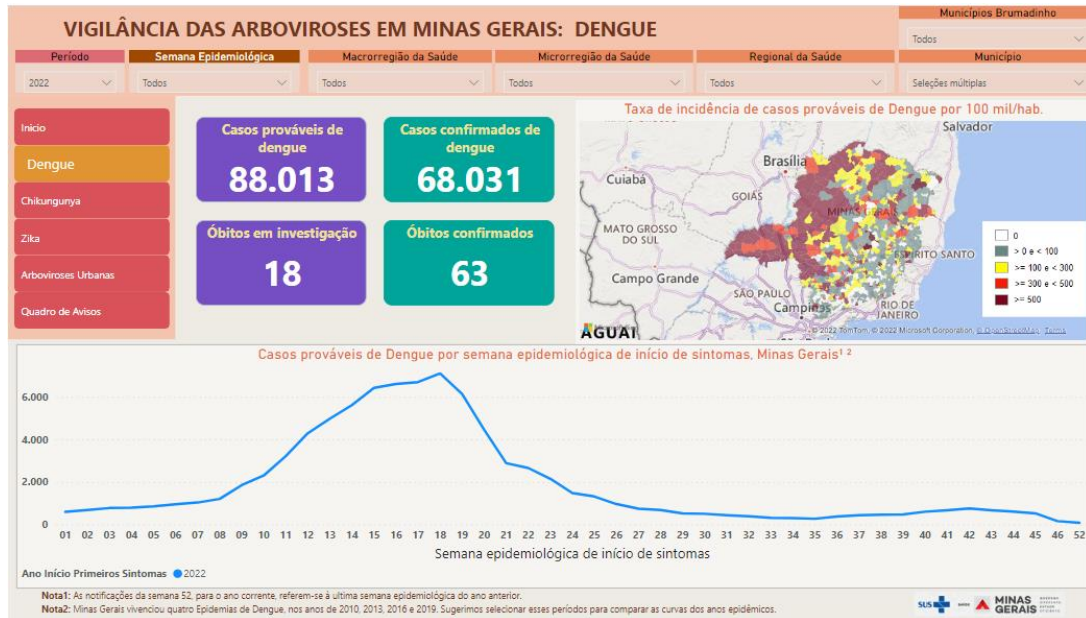 VIGILÂNCIA DAS ARBOVIROSES EM MINAS GERAIS: DENGUE
Municípios Brumadinho
Todos
Período
Semana Epidemiológica
Macrorregião da Saúde
Microrregião da Saúde
Regional da Saúde
Município
2022
Todos
Todos
Todos
Todos
Seleções múltiplas
Inicio
Dengue
Chikungunya
Zika
Arboviroses Urbanas
Quadro de Avisos
Casos prováveis de
dengue
88.013
Casos confirmados de
dengue
68.031
Óbitos em investigação
18
Óbitos confirmados
63
Taxa de incidência de casos prováveis de Dengue por 100 mil/hab.
Salvador
Brasília
Cuiabá
GOIÁS
MINAS GERAIS
MATO GROSSO
DO SUL
ESPÍRITO SANTO
Campo Grande
SÃO PAULO
RIO DE
JANEIRO
Campinas
AGUAI
0
> 0 e < 100
>= 100 e < 300
>= 300 e < 500
>= 500
© 2022 TomTom, © 2022 Microsoft Corporation, © OpenStreetMap Terms
Casos prováveis de Dengue por semana epidemiológica de início de sintomas, Minas Gerais¹ ²
6.000
4.000
2.000
0
01 02 03 04 05 06 07 08 09 10 11 12 13 14 15 16 17 18 19 20 21 22 23 24 25 26 27 28 29 30 31 32 33 34 35 36 37 38 39 40 41 42 43 44 45 46 52
Semana epidemiológica de início de sintomas
Ano Início Primeiros Sintomas 2022
Nota1: As notificações da semana 52, para o ano corrente, referem-se à ultima semana epidemiológica do ano anterior.
Nota2: Minas Gerais vivenciou quatro Epidemias de Dengue, nos anos de 2010, 2013, 2016 e 2019. Sugerimos selecionar esses períodos para comparar as curvas dos anos epidêmicos.
SUS
MINAS
GERAIS